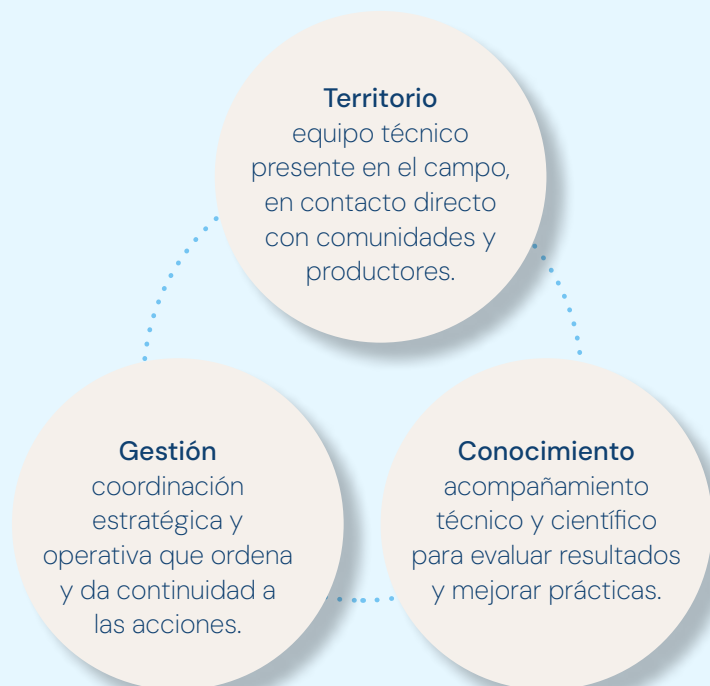 Territorio
equipo técnico
presente en el campo,
en contacto directo
con comunidades y
productores.
Gestión
coordinación
estratégica y
operativa que ordena
y da continuidad a
las acciones.
Conocimiento
acompañamiento
técnico y científico
para evaluar resultados
y mejorar prácticas.